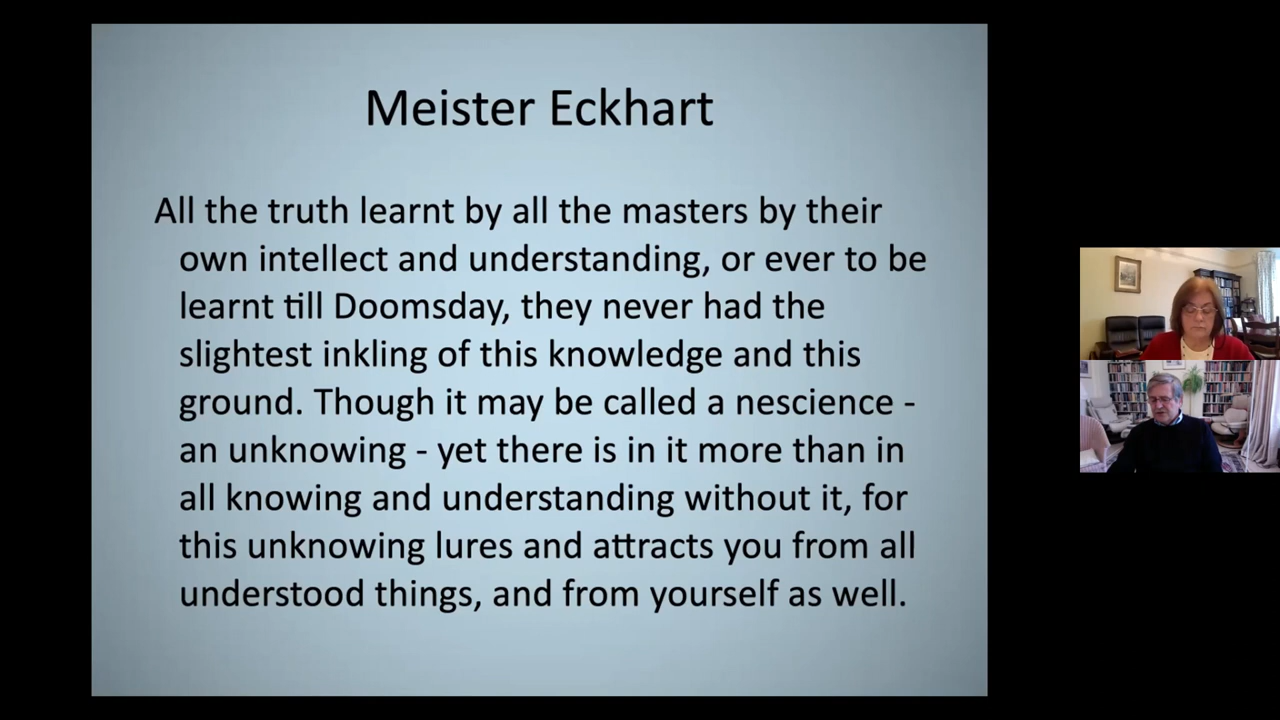 Meister Eckhart
All the truth learnt by all the masters by their
own intellect and understanding, or ever to be
learnt till Doomsday, they never had the
slightest inkling of this knowledge and this
ground. Though it may be called a nescience -
an unknowing - yet there is in it more than in
all knowing and understanding without it, for
this unknowing lures and attracts you from all
understood things, and from yourself as well.